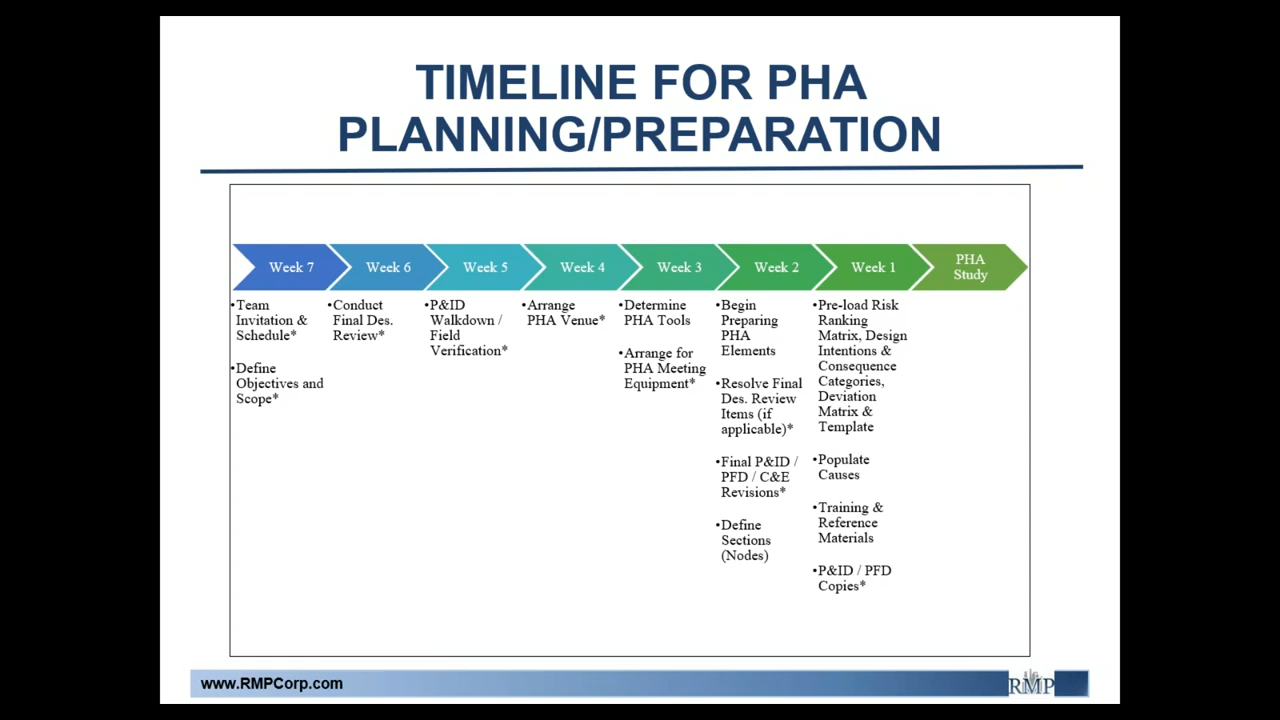 TIMELINE FOR PHA
PLANNING/PREPARATION
Week 7
Week 6
Week 5
Week 4
Week 3
Week 2
Week 1
PHA
Study
•Team
Invitation &
Schedule*
•Define
Objectives and
Scope*
•Conduct
Final Des.
Review*
•P&ID
Walkdown /
Field
Verification*
•Arrange
PHA Venue*
•Determine
PHA Tools
•Arrange for
PHA Meeting
Equipment*
•Begin
Preparing
PHA
Elements
•Resolve Final
Des. Review
Items (if
applicable)*
•Final P&ID /
PFD / C&E
Revisions*
•Define
Sections
(Nodes)
•Pre-load Risk
Ranking
Matrix, Design
Intentions &
Consequence
Categories,
Deviation
Matrix &
Template
•Populate
Causes
•Training &
Reference
Materials
•P&ID / PFD
Copies*
www.RMPCorp.com
RMP